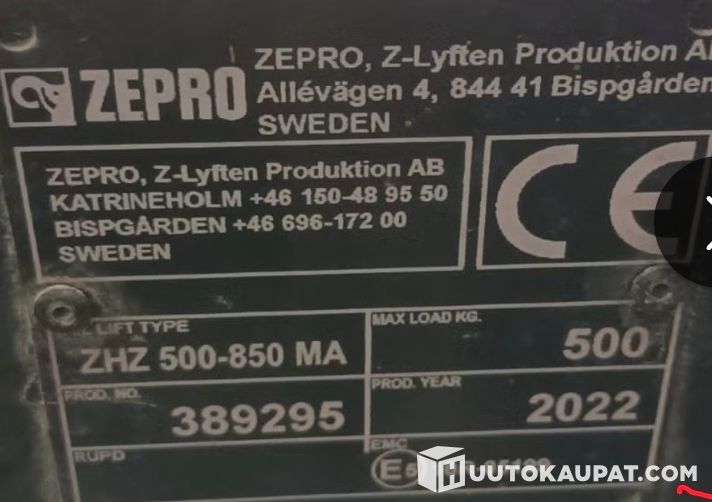 ZEPRO
ZEPRO, Z-Lyften Produktion
Allévägen 4, 844 41 Bispgården
SWEDEN
ZEPRO, Z-Lyften Produktion AB
KATRINEHOLM +46 150-48 95 50
BISPGÅRDEN +46 696-172 00
SWEDEN
CE
LIFT TYPE
ZHZ 500-850 MA
MAX LOAD KG.
500
PROD. NO.
389295
PROD. YEAR
2022
RUPD
EMC
E
HUUTOKAUPAT.COM